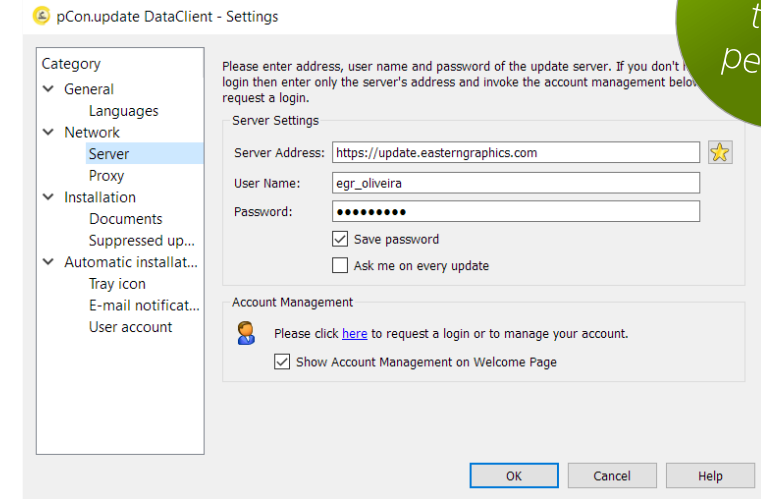 pCon.update DataClient - Settings
Category
General
Languages
Network
Server
Proxy
Installation
Documents
Suppressed up...
Automatic installat...
Tray icon
E-mail notificat...
User account
Please enter address, user name and password of the update server. If you don't
login then enter only the server's address and invoke the account management
request a login.
Server Settings
Server Address: https://update.easterngraphics.com
User Name: egr_oliveira
Password: ●●●●●●●●●
Save password
Ask me on every update
Account Management
Please click here to request a login or to manage your account.
Show Account Management on Welcome Page
OK Cancel Help